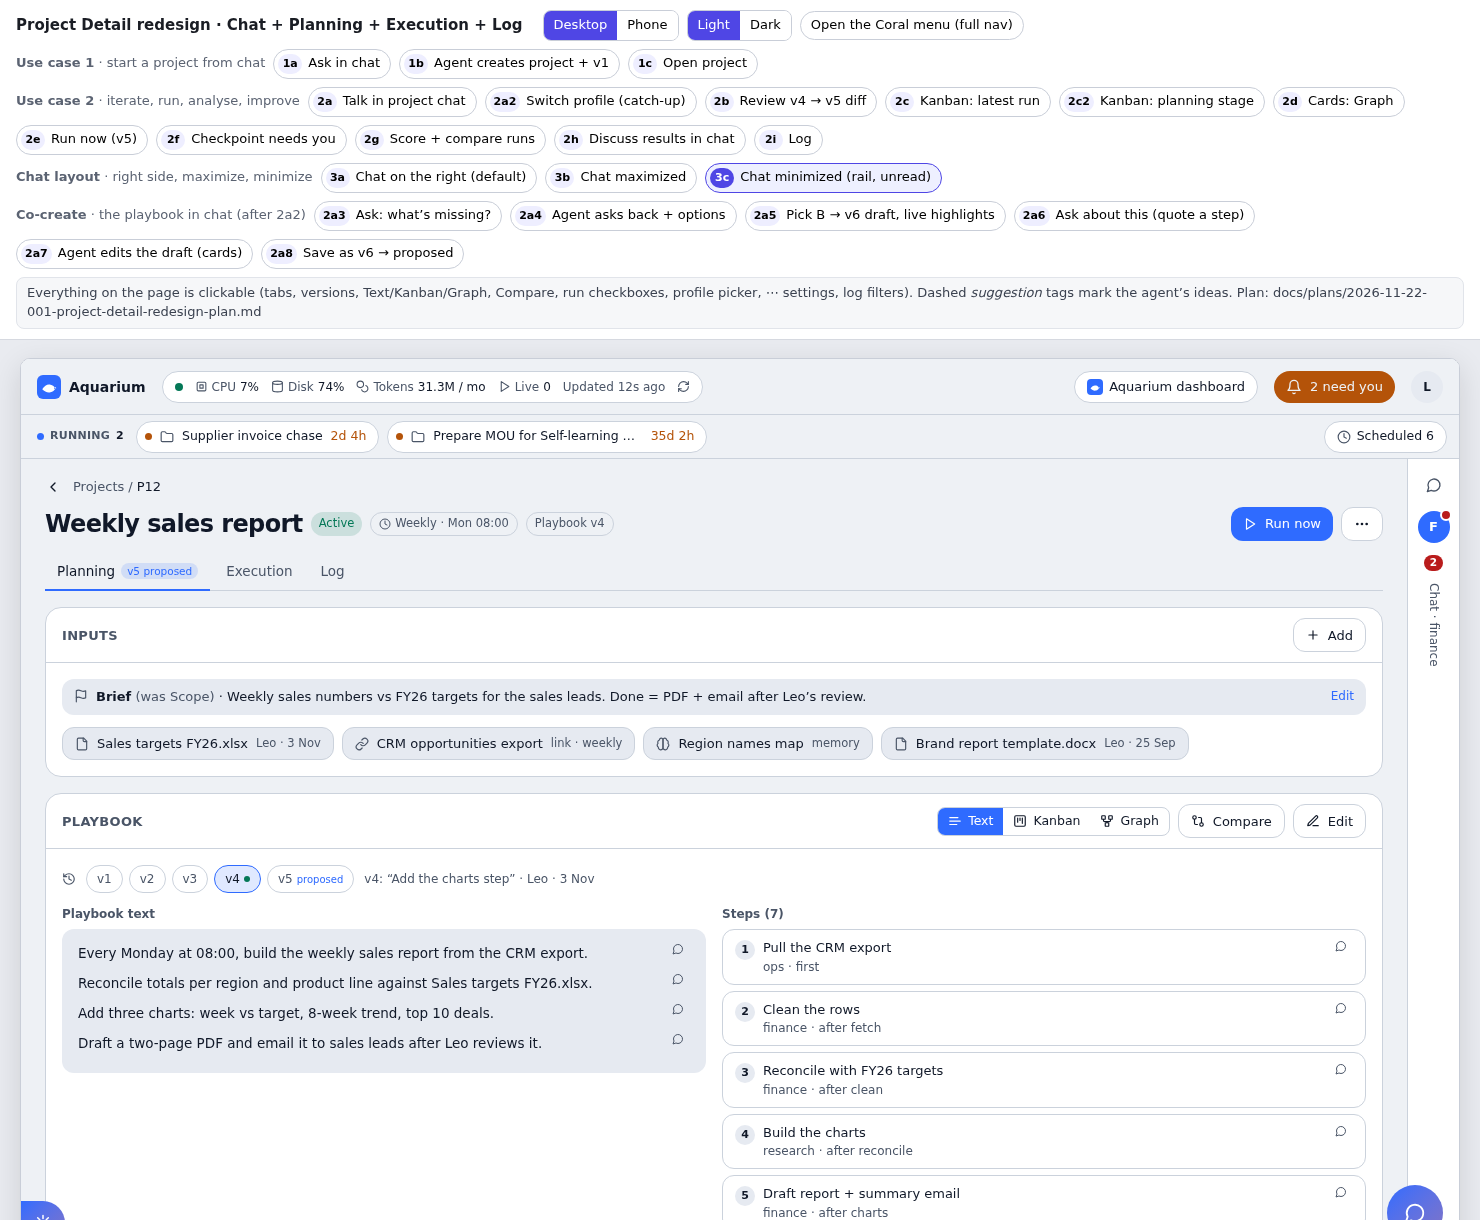 Project Detail redesign · Chat + Planning + Execution + Log
Desktop Phone Light Dark Open the Coral menu (full nav)
Use case 1 · start a project from chat 1a Ask in chat 1b Agent creates project + v1 1c Open project
Use case 2 · iterate, run, analyse, improve 2a Talk in project chat 2a2 Switch profile (catch-up) 2b Review v4 → v5 diff 2c Kanban: latest run 2c2 Kanban: planning stage 2d Cards: Graph
2e Run now (v5) 2f Checkpoint needs you 2g Score + compare runs 2h Discuss results in chat 2i Log
Chat layout · right side, maximize, minimize 3a Chat on the right (default) 3b Chat maximized 3c Chat minimized (rail, unread)
Co-create · the playbook in chat (after 2a2) 2a3 Ask: what’s missing? 2a4 Agent asks back + options 2a5 Pick B → v6 draft, live highlights 2a6 Ask about this (quote a step)
2a7 Agent edits the draft (cards) 2a8 Save as v6 → proposed
Everything on the page is clickable (tabs, versions, Text/Kanban/Graph, Compare, run checkboxes, profile picker, ··· settings, log filters). Dashed suggestion tags mark the agent’s ideas. Plan: docs/plans/2026-11-22-
001-project-detail-redesign-plan.md
Aquarium CPU 7% Disk 74% Tokens 31.3M / mo Live 0 Updated 12s ago Aquarium dashboard 2 need you L
RUNNING 2 Supplier invoice chase 2d 4h Prepare MOU for Self-learning ... 35d 2h Scheduled 6
Projects / P12
Weekly sales report Active Weekly · Mon 08:00 Playbook v4 Run now ···
F
2
Chat · finance
Planning v5 proposed Execution Log
INPUTS Add
Brief (was Scope) · Weekly sales numbers vs FY26 targets for the sales leads. Done = PDF + email after Leo’s review. Edit
Sales targets FY26.xlsx Leo · 3 Nov CRM opportunities export link · weekly Region names map memory Brand report template.docx Leo · 25 Sep
PLAYBOOK Text Kanban Graph Compare Edit
v1 v2 v3 v4 v5 proposed v4: “Add the charts step” · Leo · 3 Nov
Playbook text
Every Monday at 08:00, build the weekly sales report from the CRM export.
Reconcile totals per region and product line against Sales targets FY26.xlsx.
Add three charts: week vs target, 8-week trend, top 10 deals.
Draft a two-page PDF and email it to sales leads after Leo reviews it.
Steps (7)
1 Pull the CRM export
ops · first
2 Clean the rows
finance · after fetch
3 Reconcile with FY26 targets
finance · after clean
4 Build the charts
research · after reconcile
5 Draft report + summary email
finance · after charts